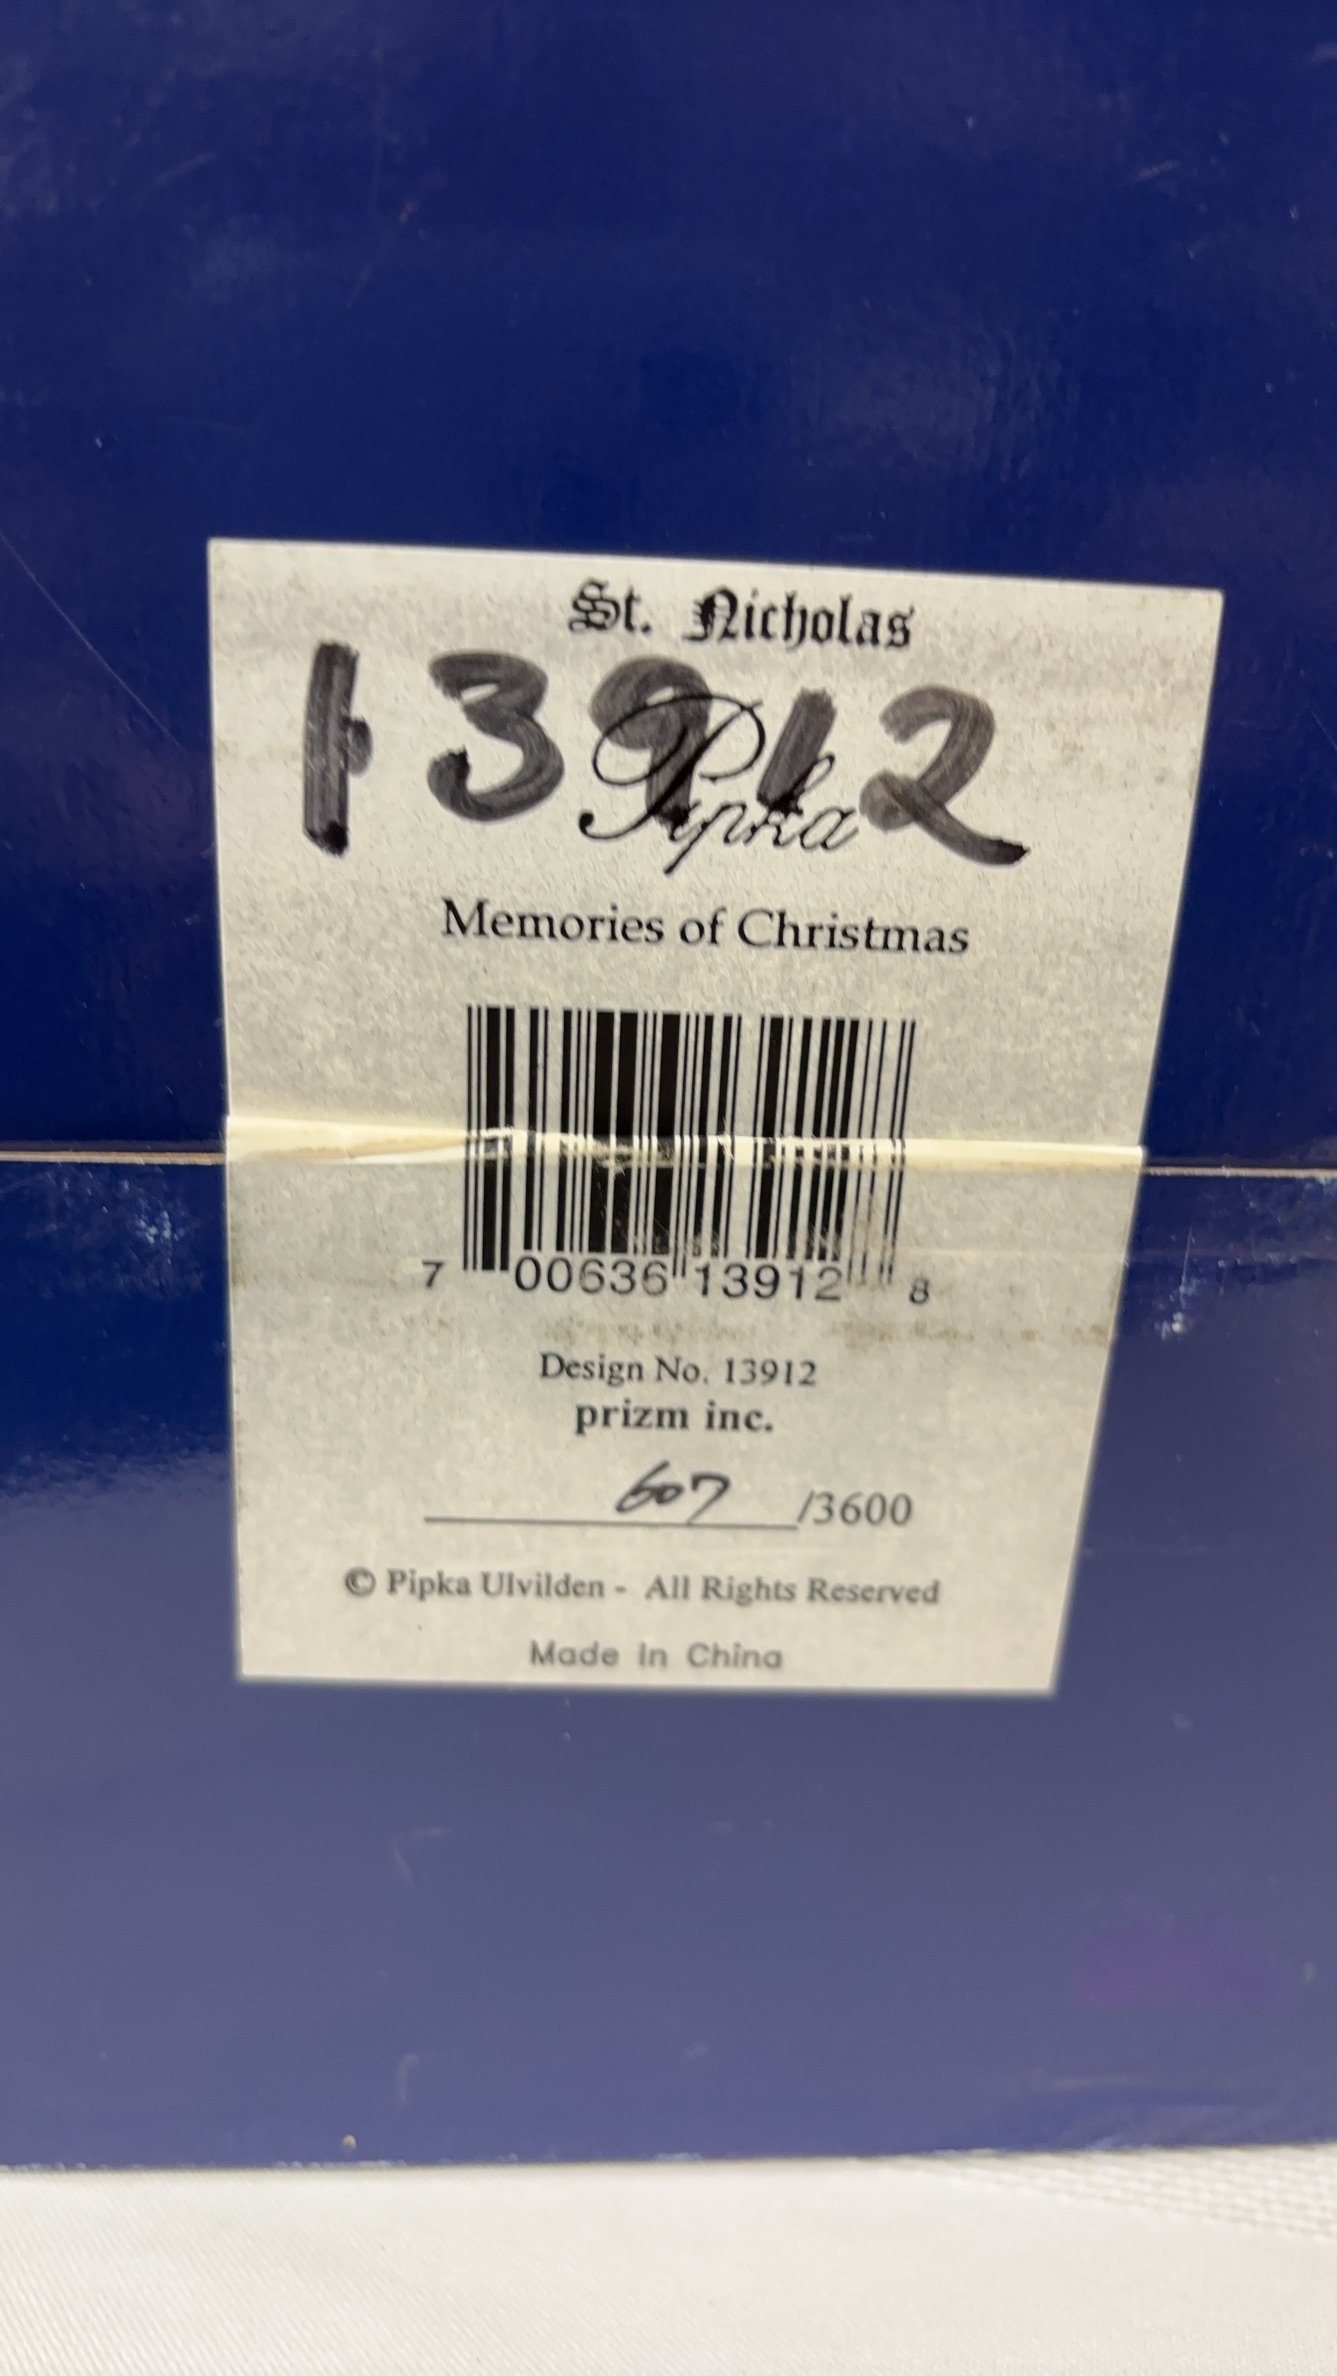 St. Nicholas
13912
Pipka
Memories of Christmas
7 00636 13912 8
Design No. 13912
prizm inc.
607 /3600
© Pipka Ulvilden - All Rights Reserved
Made In China